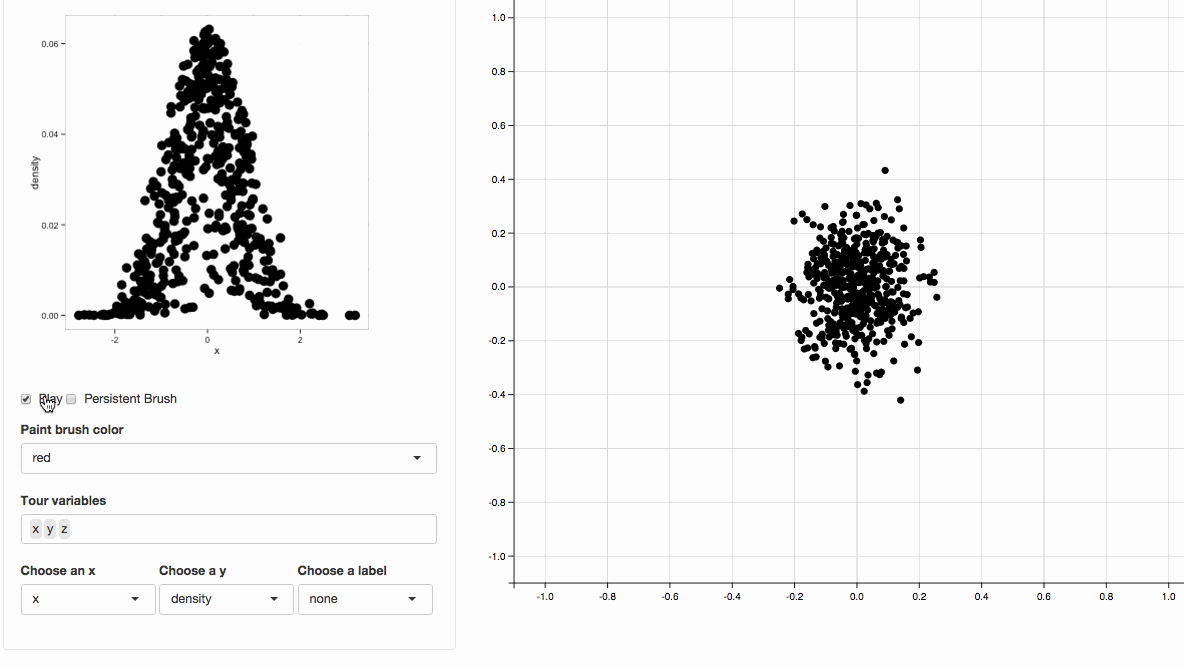 0.06
0.04
0.02
0.00
density
-2 0 2
x
Play Persistent Brush
Paint brush color
red
Tour variables
x y z
Choose an x Choose a y Choose a label
x density none
1.0
0.8
0.6
0.4
0.2
0.0
-0.2
-0.4
-0.6
-0.8
-1.0
-1.0 -0.8 -0.6 -0.4 -0.2 0.0 0.2 0.4 0.6 0.8 1.0